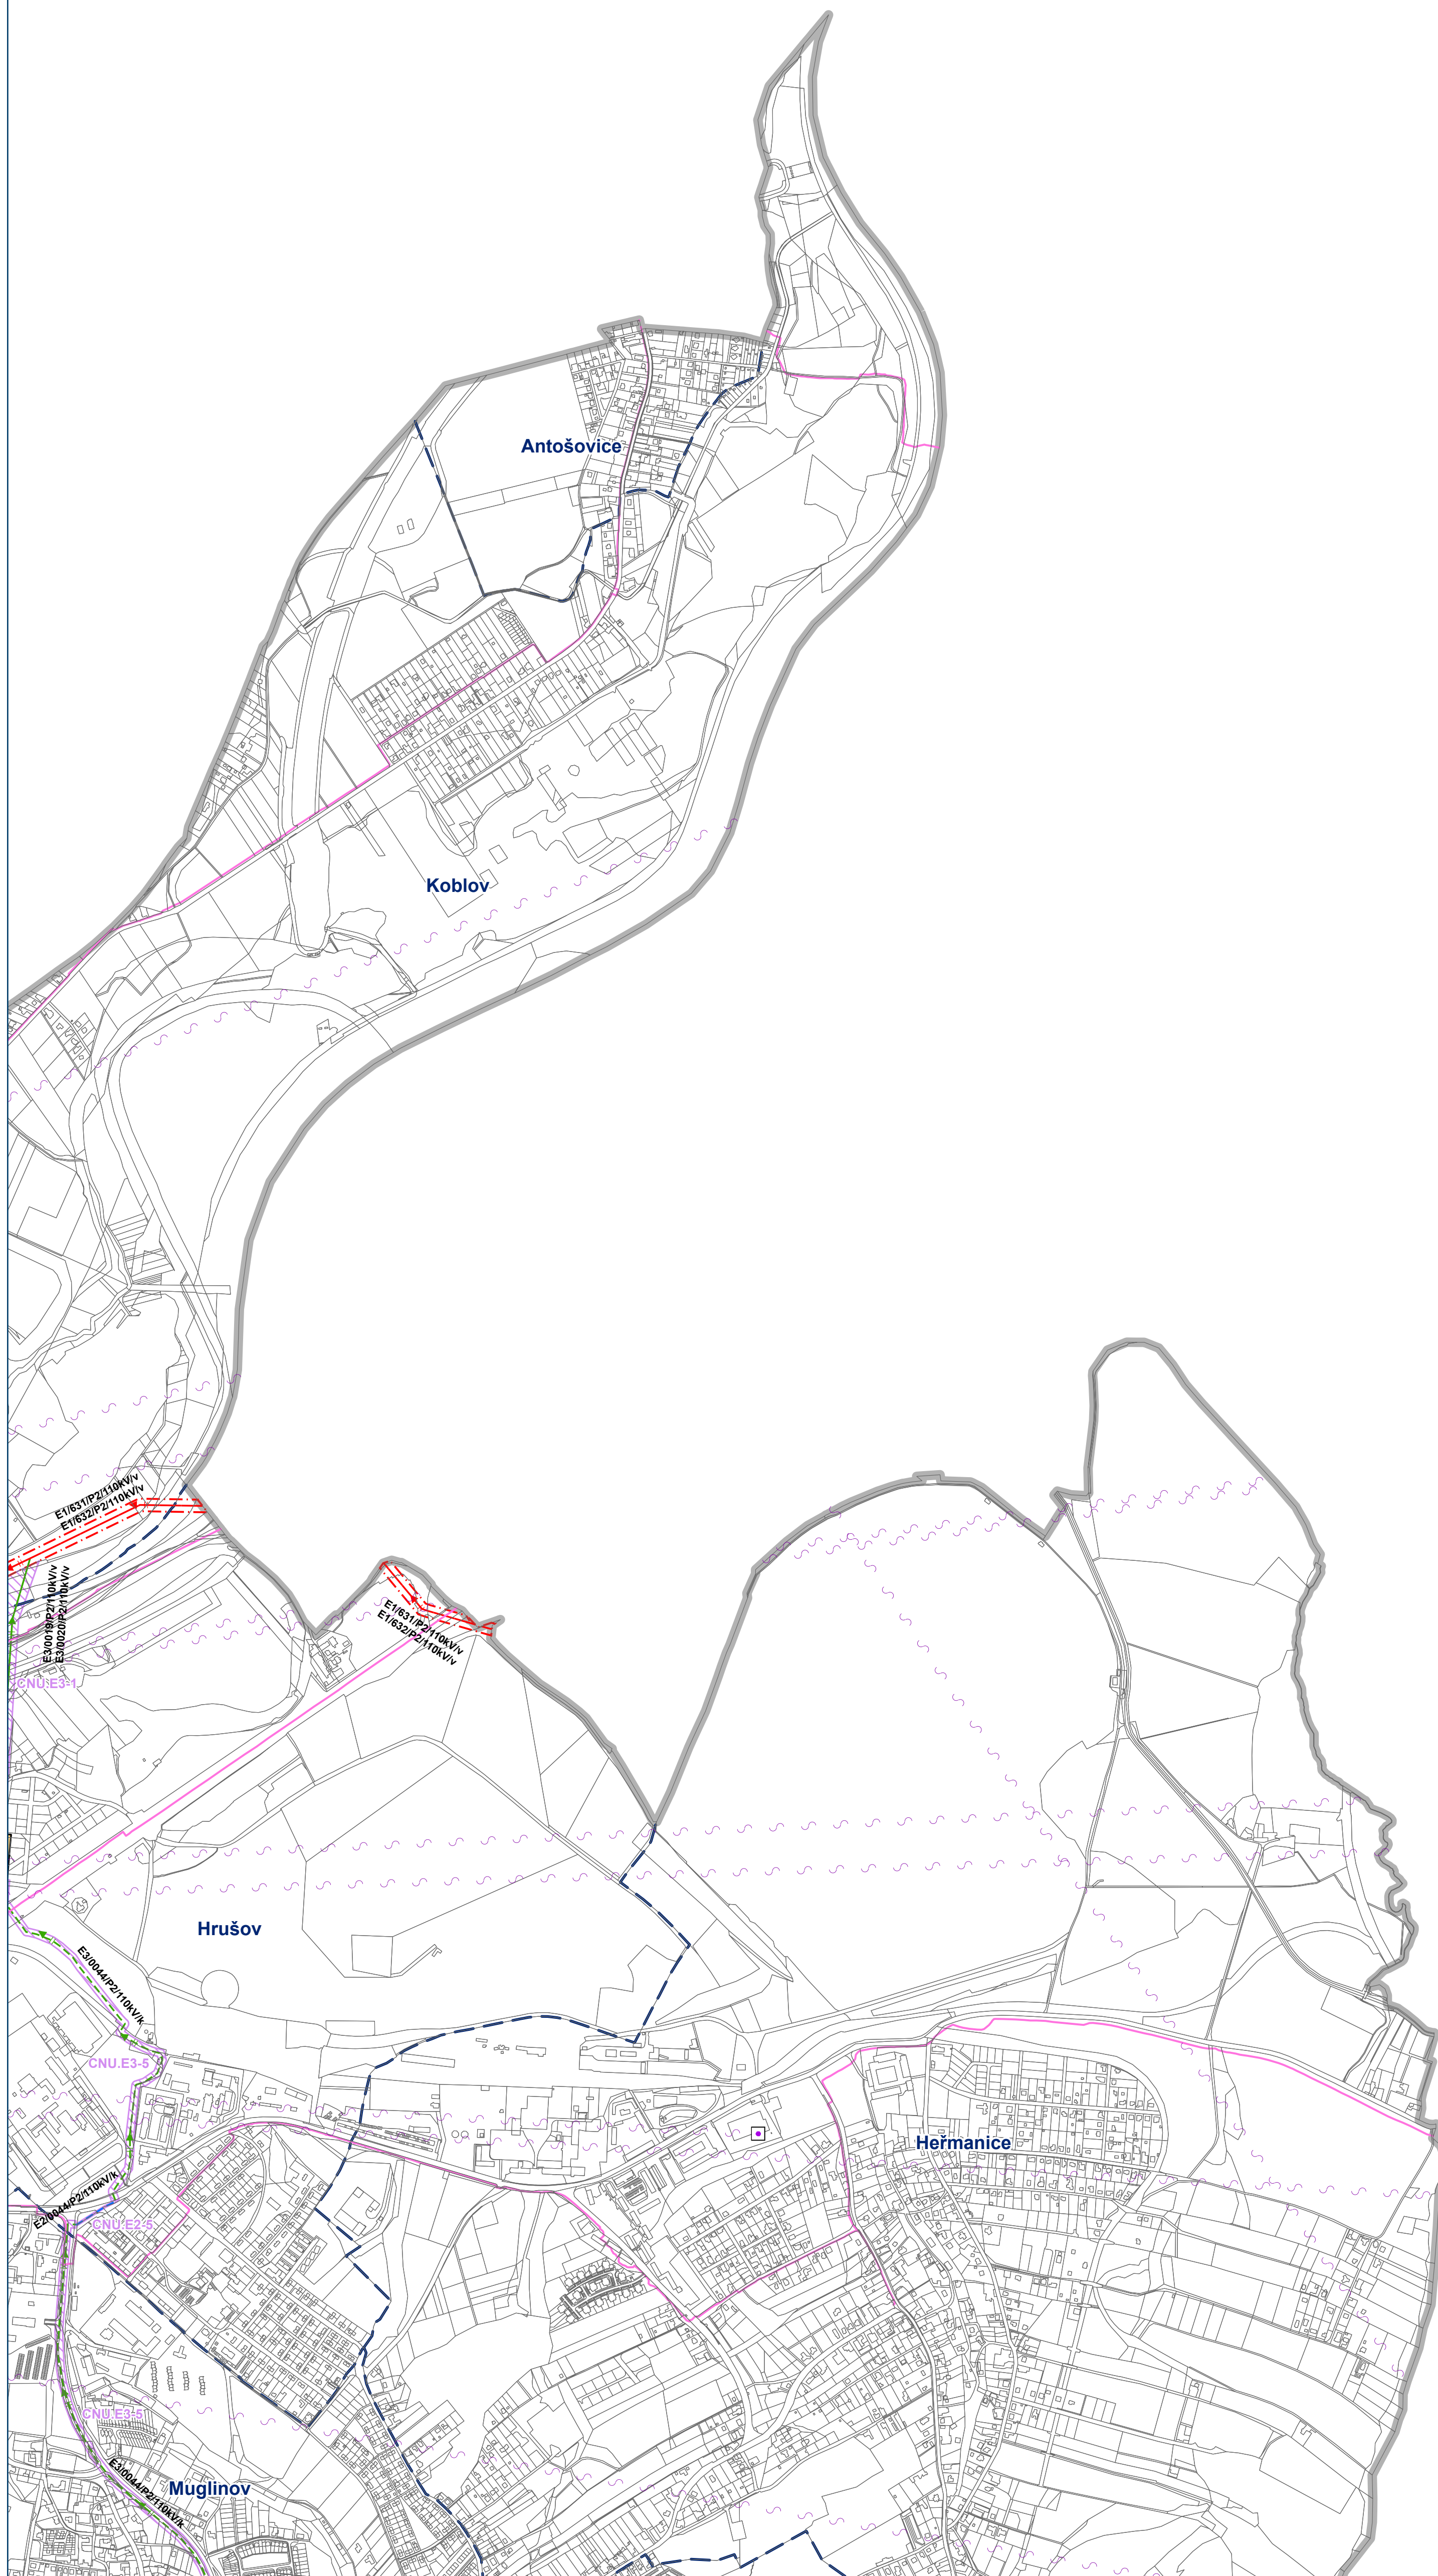 Antošovice
Koblov
E1/631/P2/110kV/v
E1/632/P2/110kV/v
E3/0019/P2/110kV/v
E3/0020/P2/110kV/v
E1/631/P2/110kV/v
E1/632/P2/110kV/v
CNU.E3-1
Hrušov
E3/0044/P2/110kV/k
CNU.E3-5
Heřmanice
E2/0044/P2/110kV/k
CNU.E2-5
CNU.E3-5
E3/0044/P2/110kV/k
Muglinov